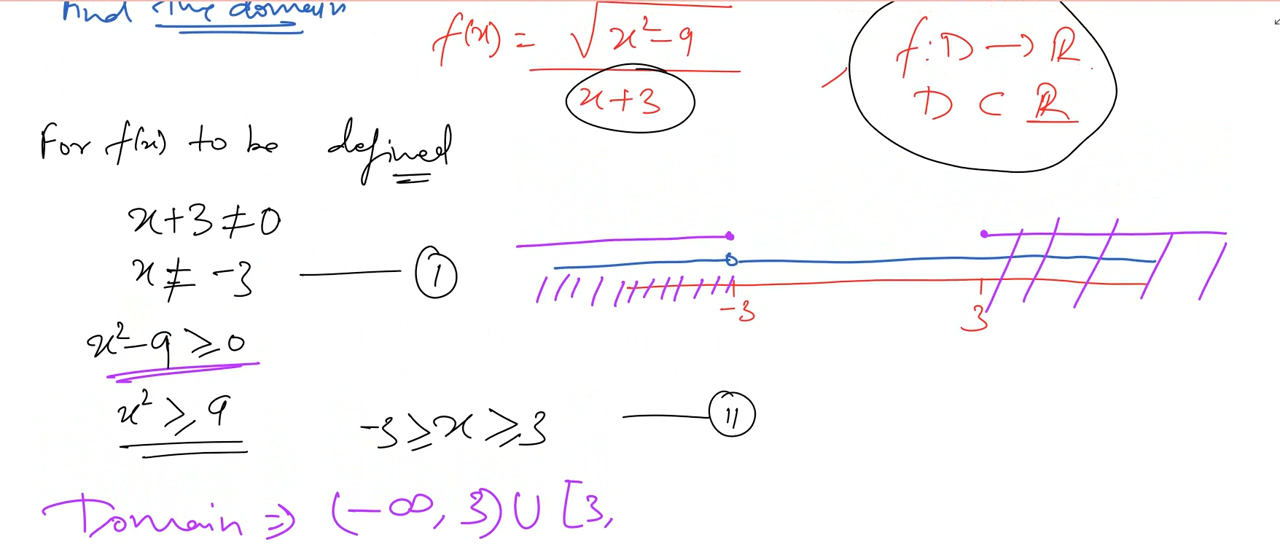 Find the domain
f(x) = √(x²-9) / (x+3)
f: D → ℝ
D ⊂ ℝ
For f(x) to be defined
x+3 ≠ 0
x ≠ -3 —— I
-3
3
x²-9 ≥ 0
x² ≥ 9
-3 ≥ x ≥ 3 —— II
Domain ⇒ (-∞, 3) ∪ [3,